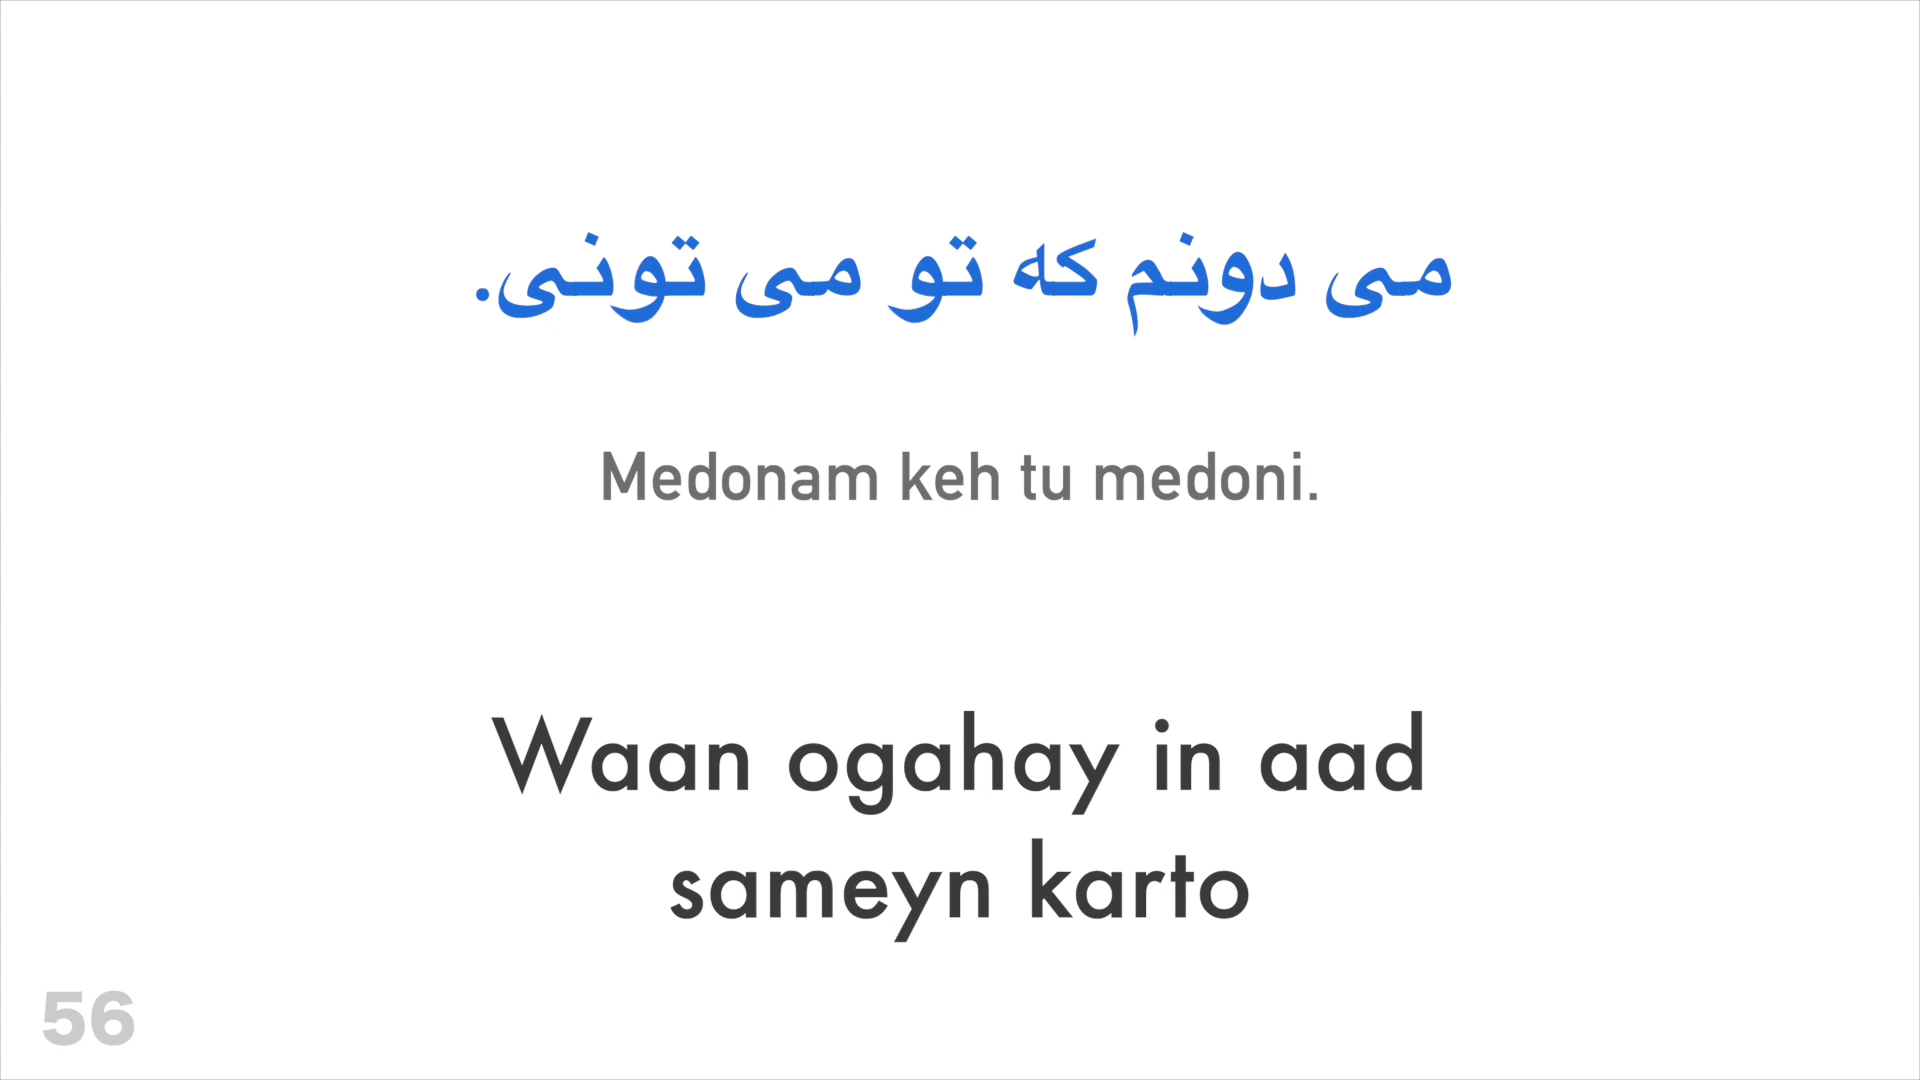 می دونم که تو می تونی.
Medonam keh tu medoni.
Waan ogahay in aad
sameyn karto
56